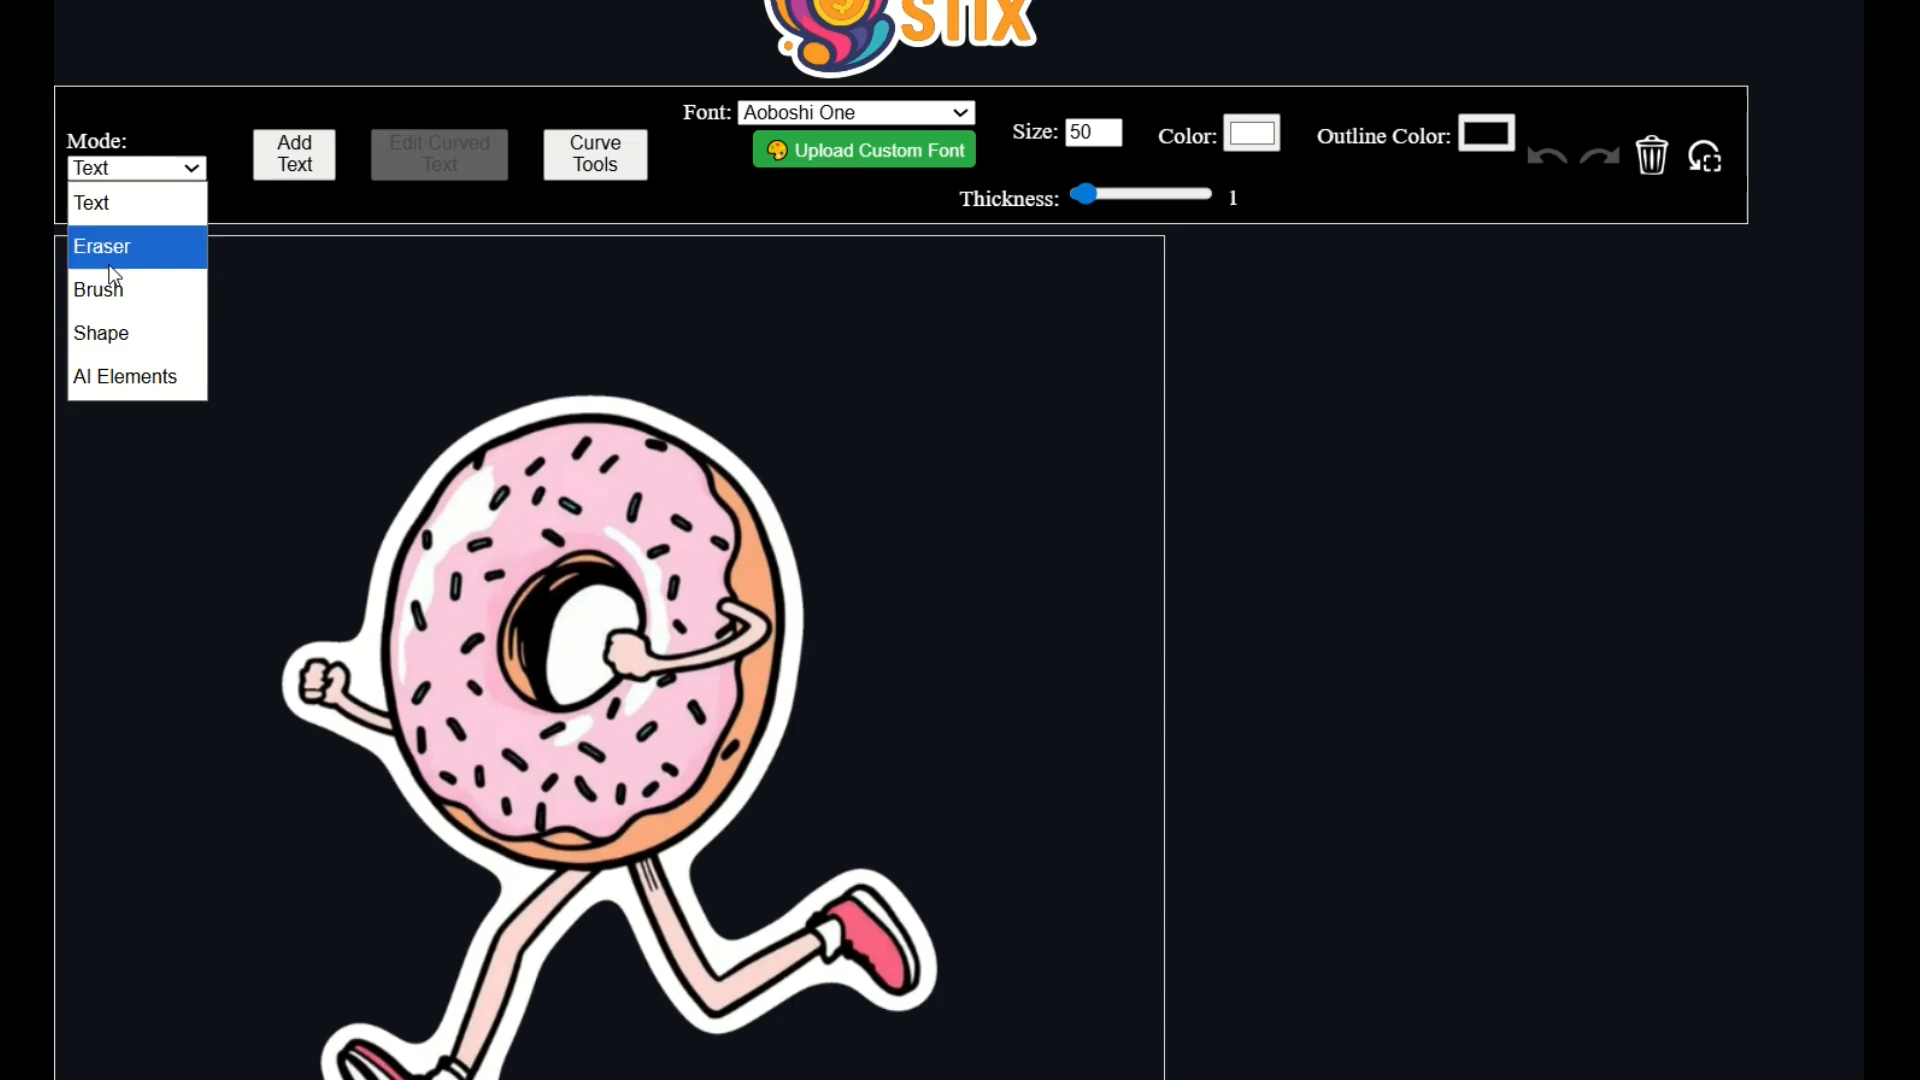 STIX
Mode:
Text
Text
Eraser
Brush
Shape
AI Elements
Add
Text
Edit Curved
Text
Curve
Tools
Font: Aoboshi One
Upload Custom Font
Size: 50
Color:
Outline Color:
Thickness: 1